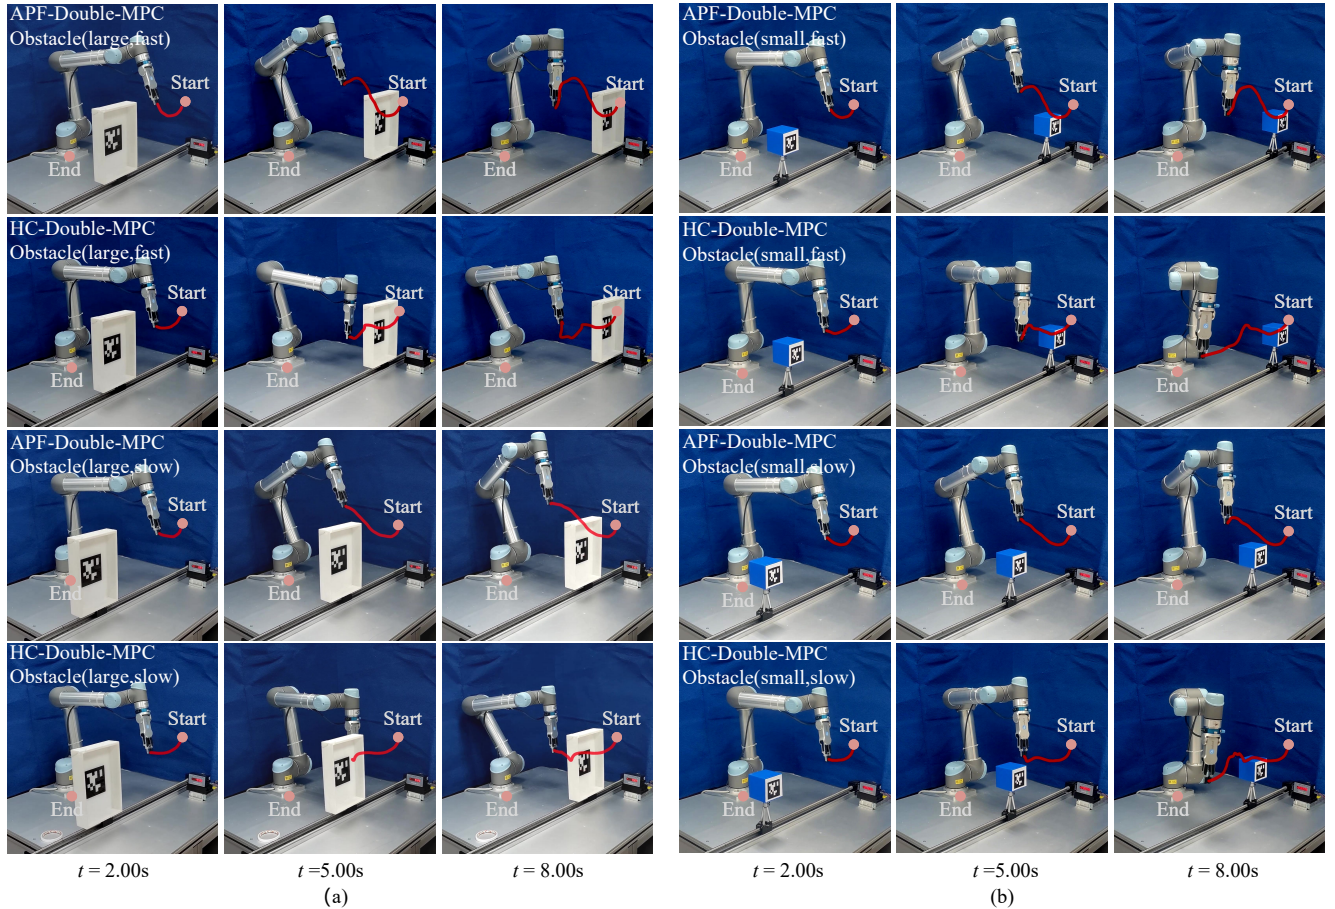 APF-Double-MPC
Obstacle(large,fast)
Start
End
Start
End
Start
End
HC-Double-MPC
Obstacle(large,fast)
Start
End
Start
End
Start
End
APF-Double-MPC
Obstacle(large,slow)
Start
End
Start
End
Start
End
HC-Double-MPC
Obstacle(large,slow)
Start
End
Start
End
Start
End
t = 2.00s
t =5.00s
t = 8.00s
(a)
APF-Double-MPC
Obstacle(small,fast)
Start
End
Start
End
Start
End
HC-Double-MPC
Obstacle(small,fast)
Start
End
Start
End
Start
End
APF-Double-MPC
Obstacle(small,slow)
Start
End
Start
End
Start
End
HC-Double-MPC
Obstacle(small,slow)
Start
End
Start
End
Start
End
t = 2.00s
t =5.00s
t = 8.00s
(b)